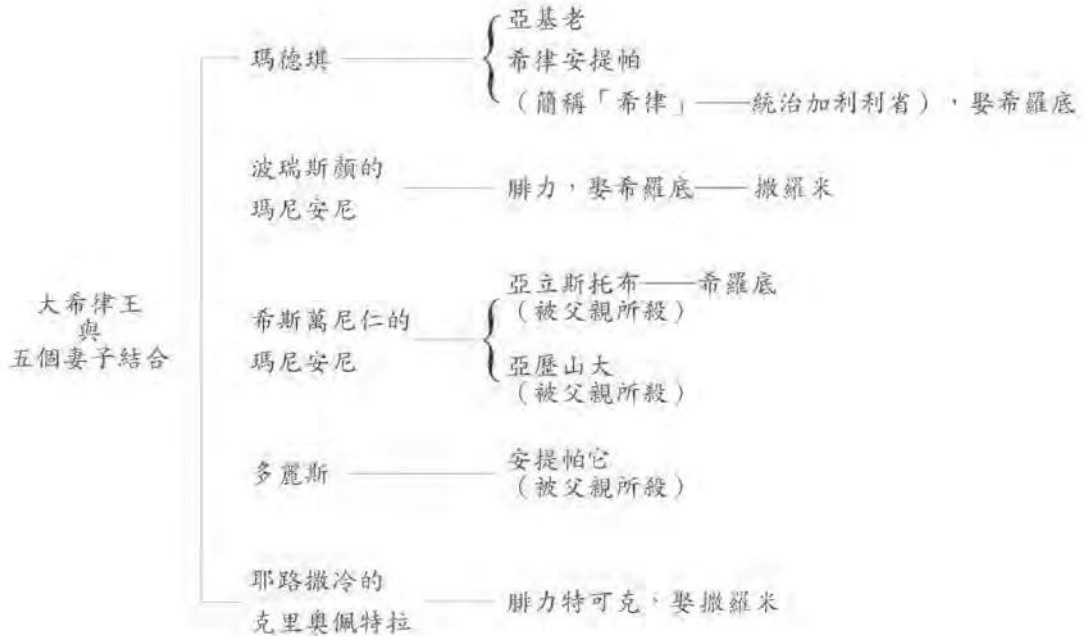 大希律王
與
五個妻子結合
瑪德琪
亞基老
希律安提帕
（簡稱「希律」——統治加利利省），娶希羅底
波瑞斯顏的
瑪尼安尼
腓力，娶希羅底——撒羅米
希斯萬尼仁的
瑪尼安尼
亞立斯托布——希羅底
（被父親所殺）
亞歷山大
（被父親所殺）
多麗斯
安提帕它
（被父親所殺）
耶路撒冷的
克里奧佩特拉
腓力特可克，娶撒羅米